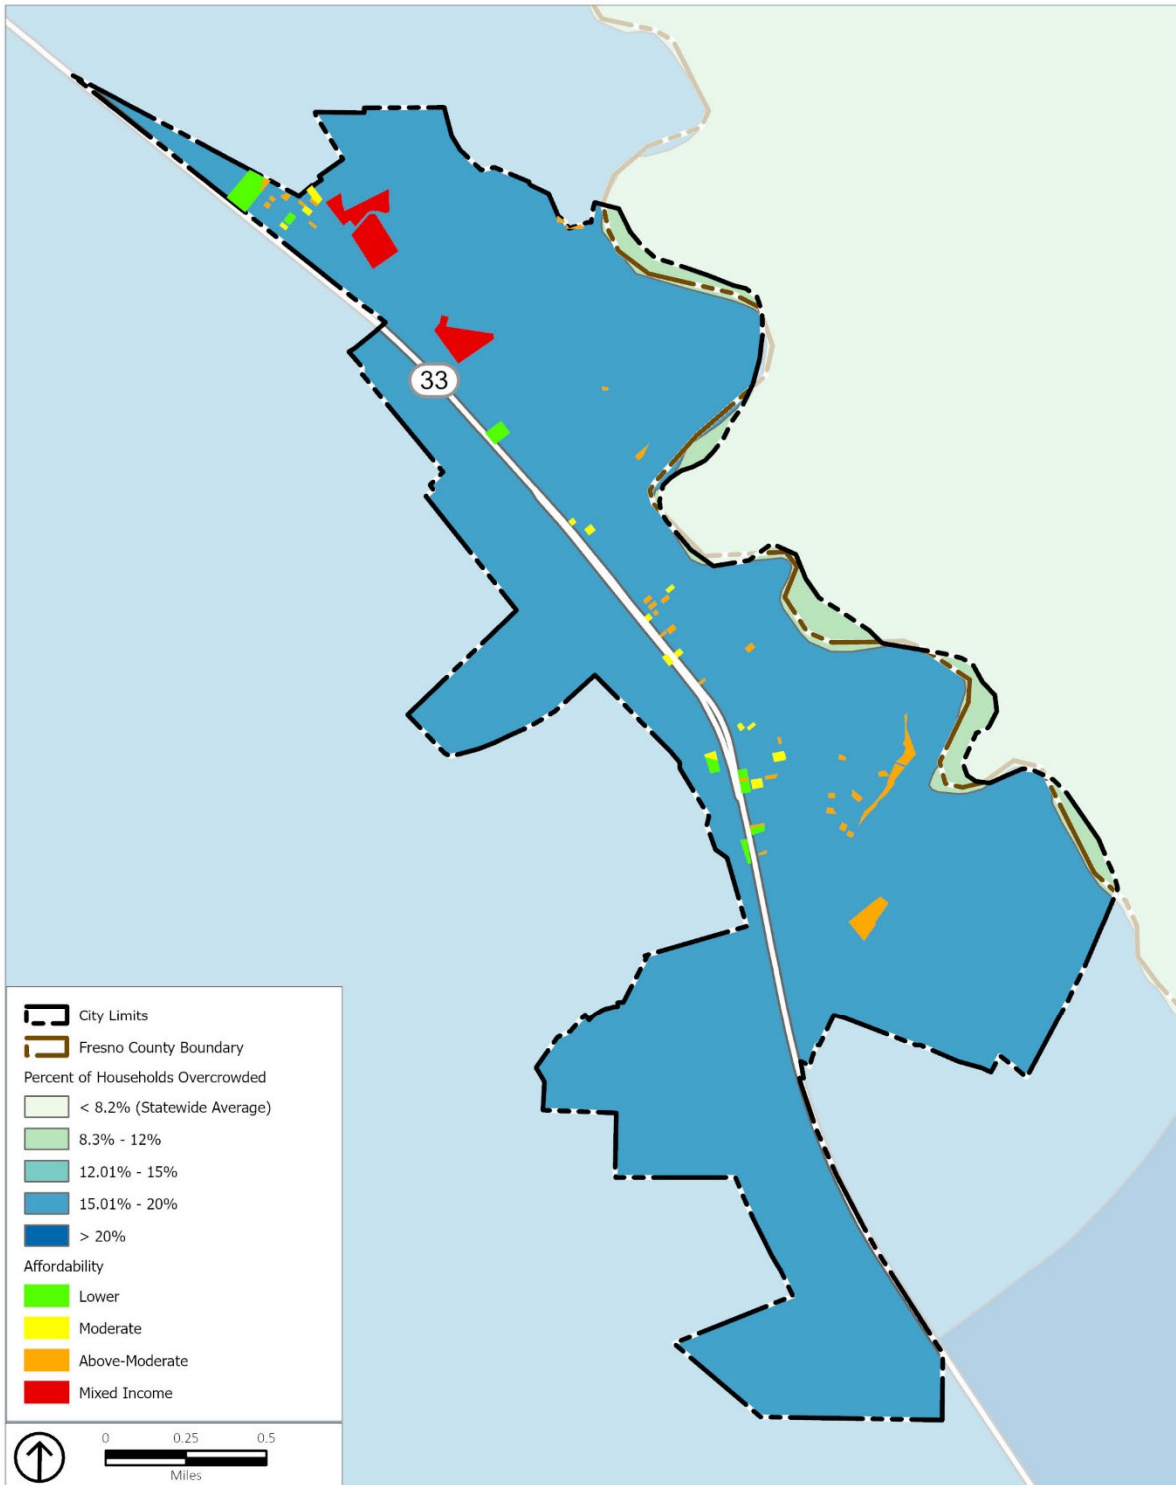 33
City Limits
Fresno County Boundary
Percent of Households Overcrowded
< 8.2% (Statewide Average)
8.3% - 12%
12.01% - 15%
15.01% - 20%
> 20%
Affordability
Lower
Moderate
Above-Moderate
Mixed Income
0 0.25 0.5
Miles